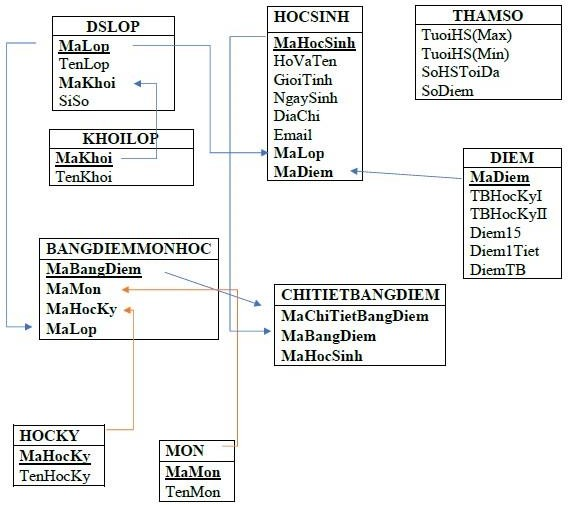 DSLOP
MaLop
TenLop
MaKhoi
SiSo
HOCSINH
MaHocSinh
HoVaTen
GioiTinh
NgaySinh
DiaChi
Email
MaLop
MaDiem
THAMSO
TuoiHS(Max)
TuoiHS(Min)
SoHSToiDa
SoDiem
KHOILOP
MaKhoi
TenKhoi
DIEM
MaDiem
TBHocKyI
TBHocKyII
Diem15
Diem1Tiet
DiemTB
BANGDIEMMONHOC
MaBangDiem
MaMon
MaHocKy
MaLop
CHITIETBANGDIEM
MaChiTietBangDiem
MaBangDiem
MaHocSinh
HOCKY
MaHocKy
TenHocKy
MON
MaMon
TenMon